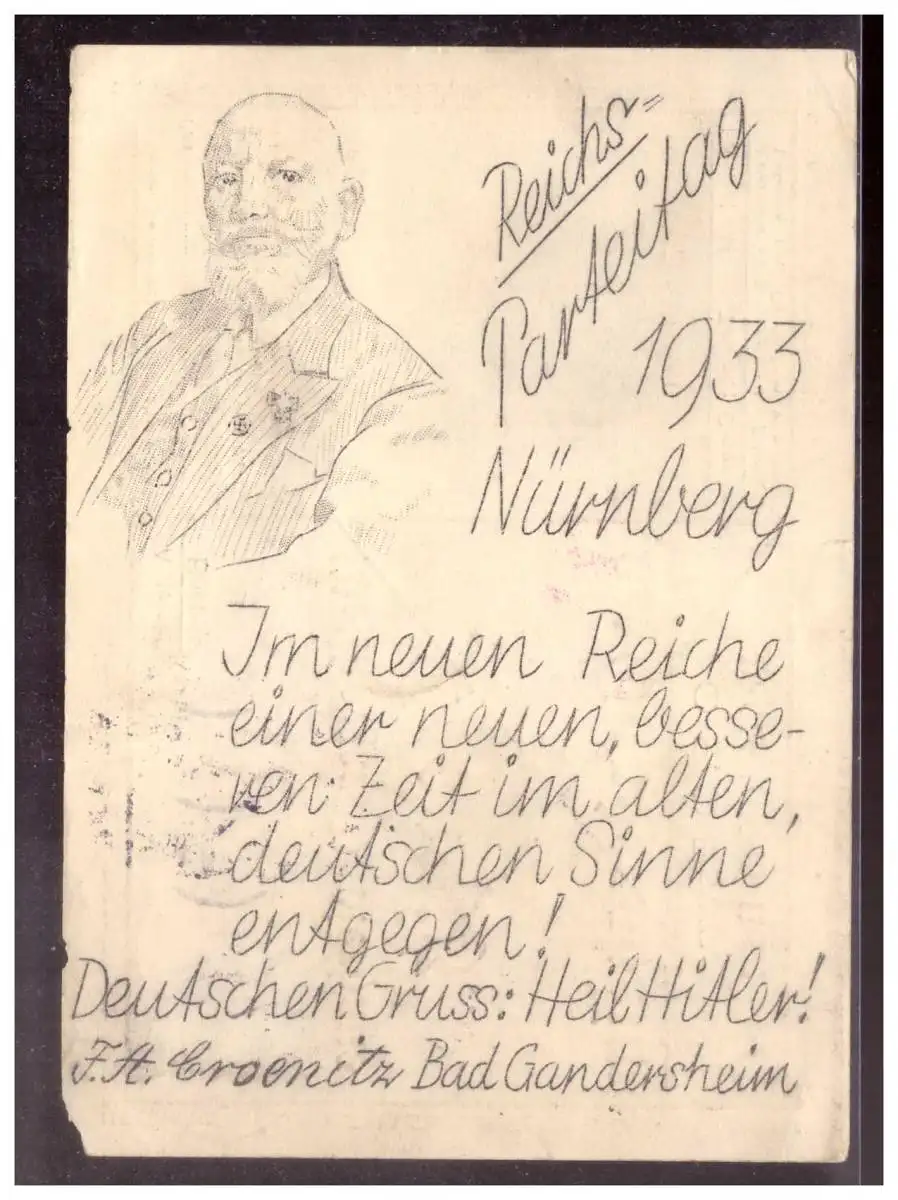 Reichs=
Parteitag
1933
Nürnberg
Im neuen Reiche
einer neuen, besse-
ren Zeit im alten,
deutschen Sinne
entgegen!
Deutschen Gruss: Heil Hitler!
F.A. Croenitz Bad Gandersheim